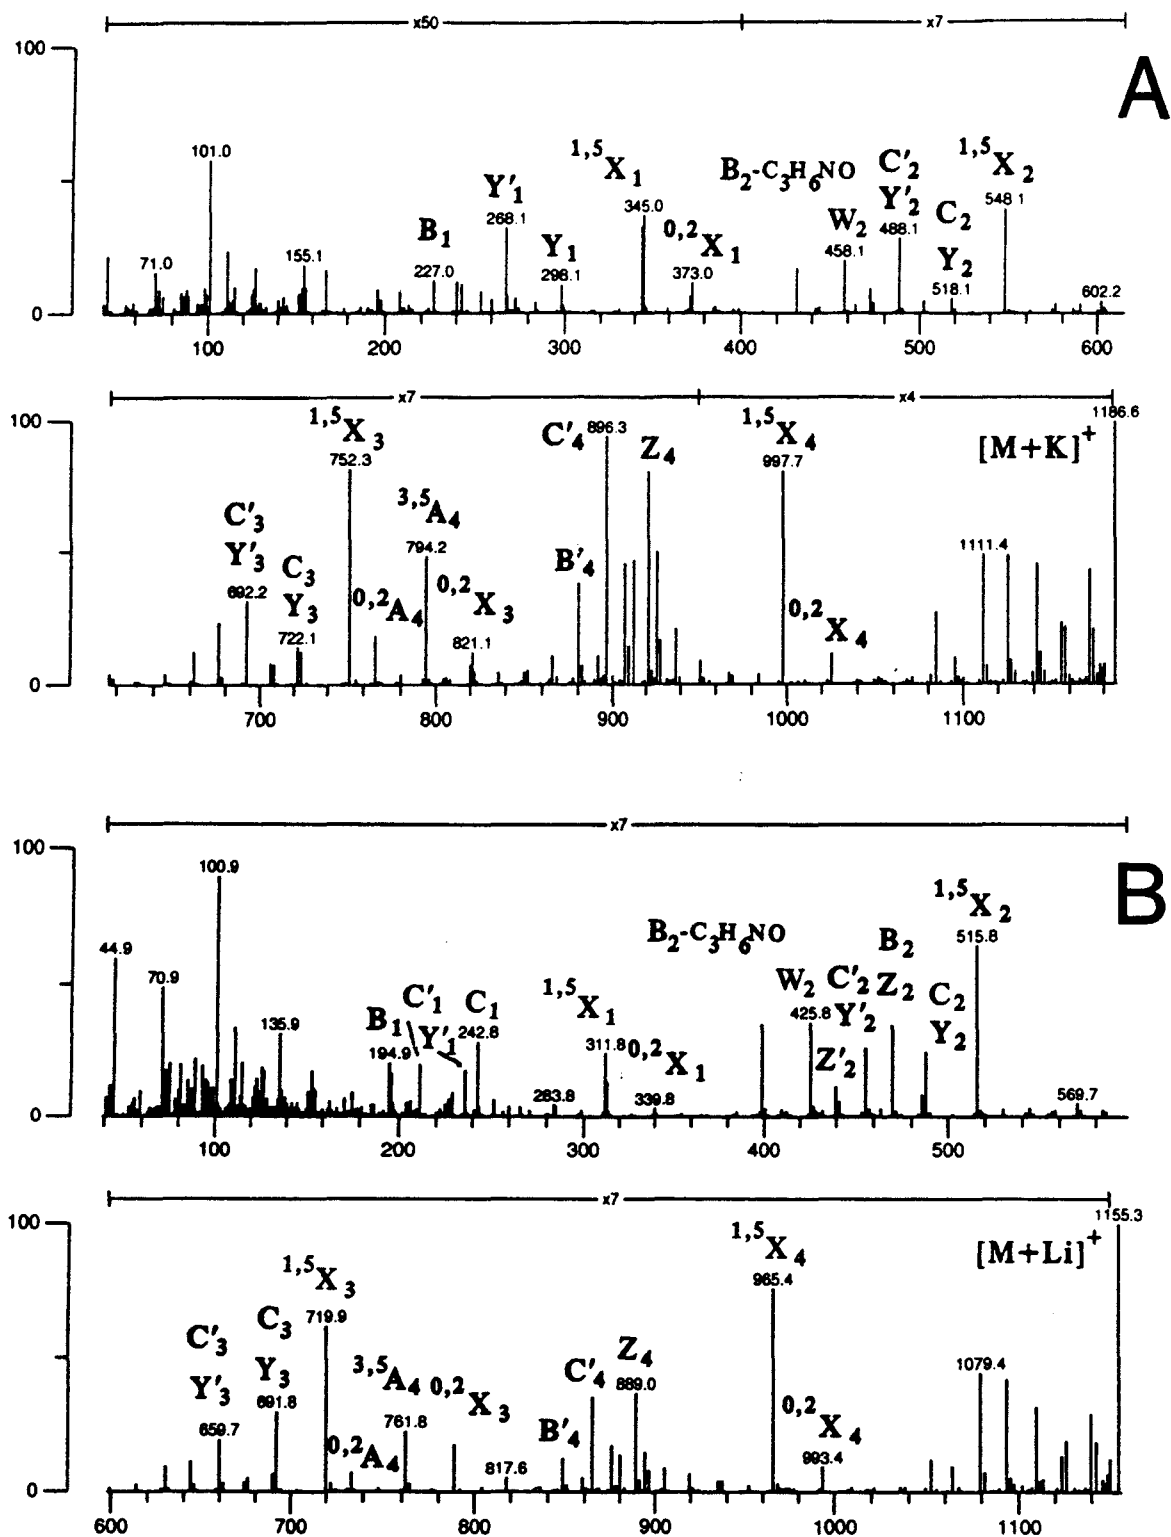 x50 x7
100
A
1,5X1 B2-C3H6NO C'2 1,5X2
101.0 Y'1 Y'2 548.1
268.1 345.0 W2 488.1 C2
B1 0,2X1 458.1 Y2
71.0 155.1 227.0 Y1 298.1 373.0 518.1 602.2
0
100 200 300 400 500 600
x7 x4
100 1,5X3 C'4 896.3 1,5X4 1186.6
752.3 Z4 997.7 [M+K]+
C'3 3,5A4
Y'3 C3 794.2 B'4 1111.4
692.2 Y3 0,2A4 0,2X3 0,2X4
722.1 821.1
0
700 800 900 1000 1100
x7
100
B
100.9 1,5X2
44.9 B2-C3H6NO B2 515.8
70.9 1,5X1 W2 C'2 Z2 C2
135.9 B1 C'1 C1 425.8 Y'2 Y2
194.9 Y'1 242.8 311.8 0,2X1 Z'2
283.8 339.8 569.7
0
100 200 300 400 500
x7
100 1155.3
1,5X3 1,5X4 [M+Li]+
C3 719.9 965.4
C'3 Y3 3,5A4 0,2X3 Z4 1079.4
Y'3 691.8 761.8 C'4 889.0
659.7 0,2A4 B'4 0,2X4
817.6 993.4
0
600 700 800 900 1000 1100